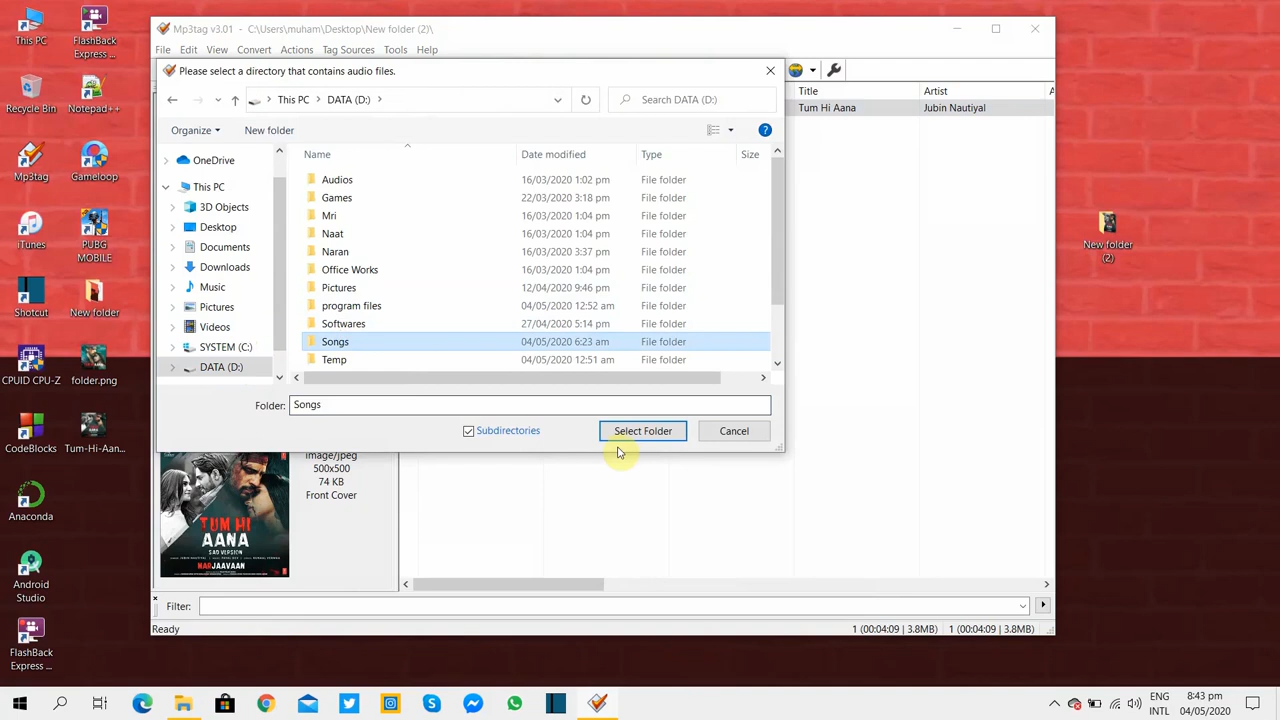 This PC
FlashBack
Express ...
Recycle Bin
Notepad++
Mp3tag
Gameloop
iTunes
PUBG
MOBILE
Shotcut
New folder
CPUID CPU-Z
folder.png
CodeBlocks
Tum-Hi-Aan...
Anaconda
Android
Studio
FlashBack
Express ...
Mp3tag v3.01 - C:\Users\muham\Desktop\New folder (2)\
File Edit View Convert Actions Tag Sources Tools Help
Please select a directory that contains audio files.
This PC > DATA (D:) >
Search DATA (D:)
Organize New folder
OneDrive
This PC
3D Objects
Desktop
Documents
Downloads
Music
Pictures
Videos
SYSTEM (C:)
DATA (D:)
Name Date modified Type Size
Audios 16/03/2020 1:02 pm File folder
Games 22/03/2020 3:18 pm File folder
Mri 16/03/2020 1:04 pm File folder
Naat 16/03/2020 1:04 pm File folder
Naran 16/03/2020 3:37 pm File folder
Office Works 16/03/2020 1:04 pm File folder
Pictures 12/04/2020 9:46 pm File folder
program files 04/05/2020 12:52 am File folder
Softwares 27/04/2020 5:14 pm File folder
Songs 04/05/2020 6:23 am File folder
Temp 04/05/2020 12:51 am File folder
Folder: Songs
Subdirectories
Select Folder
Cancel
Title Artist
Tum Hi Aana Jubin Nautiyal
image/jpeg
500x500
74 KB
Front Cover
TUM HI
AANA
SAD VERSION
MARJAAVAAN
Filter:
Ready
1 (00:04:09 | 3.8MB)
1 (00:04:09 | 3.8MB)
New folder
(2)
ENG
INTL
8:43 pm
04/05/2020